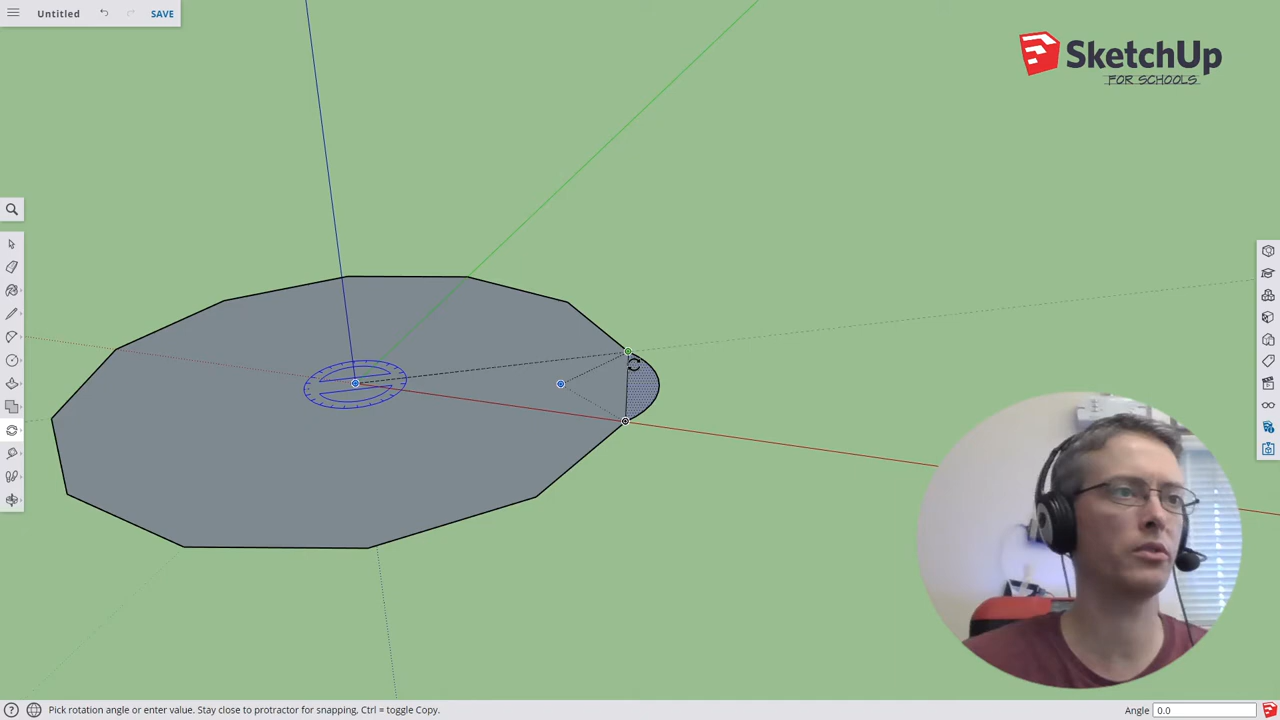 Untitled
SAVE
SketchUp
FOR SCHOOLS
Pick rotation angle or enter value. Stay close to protractor for snapping, Ctrl = toggle Copy.
Angle 0.0